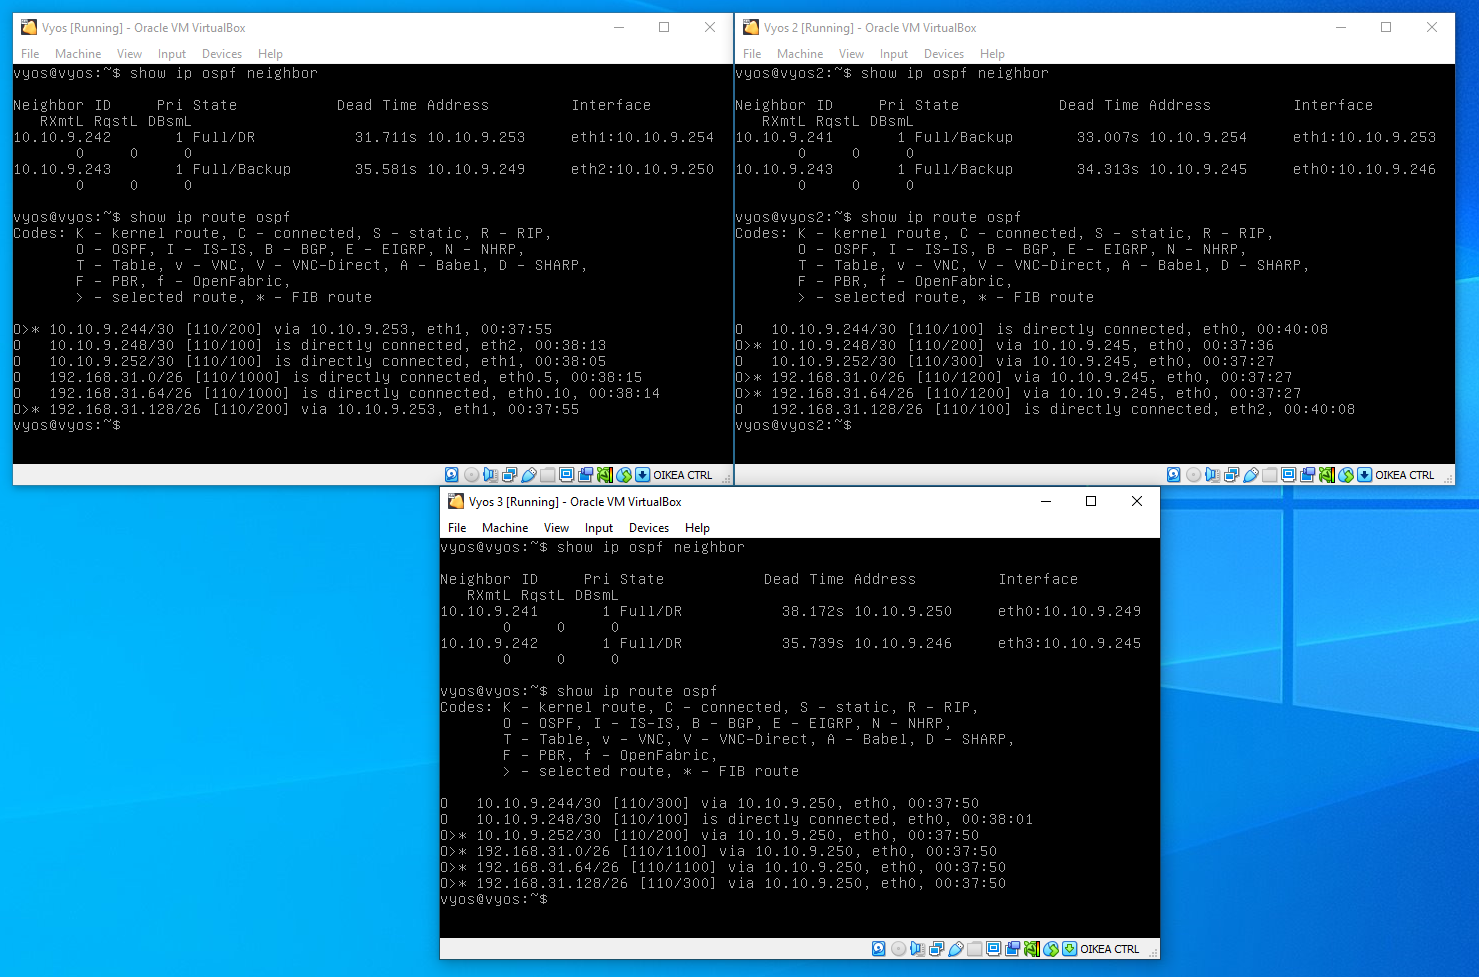 Vyos [Running] - Oracle VM VirtualBox
File Machine View Input Devices Help
vyos@vyos:~$ show ip ospf neighbor
Neighbor ID Pri State Dead Time Address Interface
RXmtL RqstL DBsmL
10.10.9.242 1 Full/DR 31.711s 10.10.9.253 eth1:10.10.9.254
0 0 0
10.10.9.243 1 Full/Backup 35.581s 10.10.9.249 eth2:10.10.9.250
0 0 0
vyos@vyos:~$ show ip route ospf
Codes: K - kernel route, C - connected, S - static, R - RIP,
O - OSPF, I - IS-IS, B - BGP, E - EIGRP, N - NHRP,
T - Table, v - VNC, V - VNC-Direct, A - Babel, D - SHARP,
F - PBR, f - OpenFabric,
> - selected route, * - FIB route
O>* 10.10.9.244/30 [110/200] via 10.10.9.253, eth1, 00:37:55
O 10.10.9.248/30 [110/100] is directly connected, eth2, 00:38:13
O 10.10.9.252/30 [110/100] is directly connected, eth1, 00:38:05
O 192.168.31.0/26 [110/1000] is directly connected, eth0.5, 00:38:15
O 192.168.31.64/26 [110/1000] is directly connected, eth0.10, 00:38:14
O>* 192.168.31.128/26 [110/200] via 10.10.9.253, eth1, 00:37:55
vyos@vyos:~$
OIKEA CTRL
Vyos 2 [Running] - Oracle VM VirtualBox
File Machine View Input Devices Help
vyos@vyos2:~$ show ip ospf neighbor
Neighbor ID Pri State Dead Time Address Interface
RXmtL RqstL DBsmL
10.10.9.241 1 Full/Backup 33.007s 10.10.9.254 eth1:10.10.9.253
0 0 0
10.10.9.243 1 Full/Backup 34.313s 10.10.9.245 eth0:10.10.9.246
0 0 0
vyos@vyos2:~$ show ip route ospf
Codes: K - kernel route, C - connected, S - static, R - RIP,
O - OSPF, I - IS-IS, B - BGP, E - EIGRP, N - NHRP,
T - Table, v - VNC, V - VNC-Direct, A - Babel, D - SHARP,
F - PBR, f - OpenFabric,
> - selected route, * - FIB route
O 10.10.9.244/30 [110/100] is directly connected, eth0, 00:40:08
O>* 10.10.9.248/30 [110/200] via 10.10.9.245, eth0, 00:37:36
O 10.10.9.252/30 [110/300] via 10.10.9.245, eth0, 00:37:27
O>* 192.168.31.0/26 [110/1200] via 10.10.9.245, eth0, 00:37:27
O>* 192.168.31.64/26 [110/1200] via 10.10.9.245, eth0, 00:37:27
O 192.168.31.128/26 [110/100] is directly connected, eth2, 00:40:08
vyos@vyos2:~$
OIKEA CTRL
Vyos 3 [Running] - Oracle VM VirtualBox
File Machine View Input Devices Help
vyos@vyos:~$ show ip ospf neighbor
Neighbor ID Pri State Dead Time Address Interface
RXmtL RqstL DBsmL
10.10.9.241 1 Full/DR 38.172s 10.10.9.250 eth0:10.10.9.249
0 0 0
10.10.9.242 1 Full/DR 35.739s 10.10.9.246 eth3:10.10.9.245
0 0 0
vyos@vyos:~$ show ip route ospf
Codes: K - kernel route, C - connected, S - static, R - RIP,
O - OSPF, I - IS-IS, B - BGP, E - EIGRP, N - NHRP,
T - Table, v - VNC, V - VNC-Direct, A - Babel, D - SHARP,
F - PBR, f - OpenFabric,
> - selected route, * - FIB route
O 10.10.9.244/30 [110/300] via 10.10.9.250, eth0, 00:37:50
O 10.10.9.248/30 [110/100] is directly connected, eth0, 00:38:01
O>* 10.10.9.252/30 [110/200] via 10.10.9.250, eth0, 00:37:50
O>* 192.168.31.0/26 [110/1100] via 10.10.9.250, eth0, 00:37:50
O>* 192.168.31.64/26 [110/1100] via 10.10.9.250, eth0, 00:37:50
O>* 192.168.31.128/26 [110/300] via 10.10.9.250, eth0, 00:37:50
vyos@vyos:~$
OIKEA CTRL